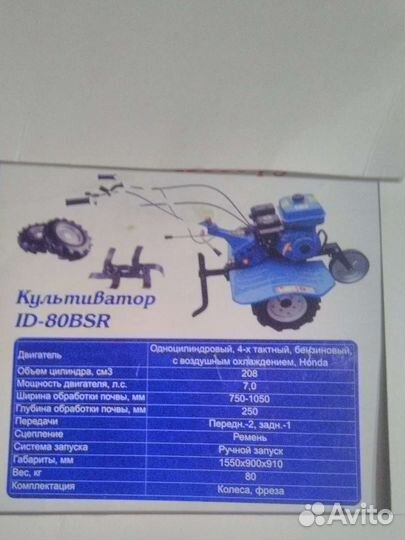 Культиватор
ID-80BSR
Двигатель Одноцилиндровый, 4-х тактный, бензиновый, с воздушным охлаждением, Honda
Объем цилиндра, см3 208
Мощность двигателя, л.с. 7,0
Ширина обработки почвы, мм 750-1050
Глубина обработки почвы, мм 250
Передачи Передн.-2, задн.-1
Сцепление Ремень
Система запуска Ручной запуск
Габариты, мм 1550х900х910
Вес, кг 80
Комплектация Колеса, фреза
Avito